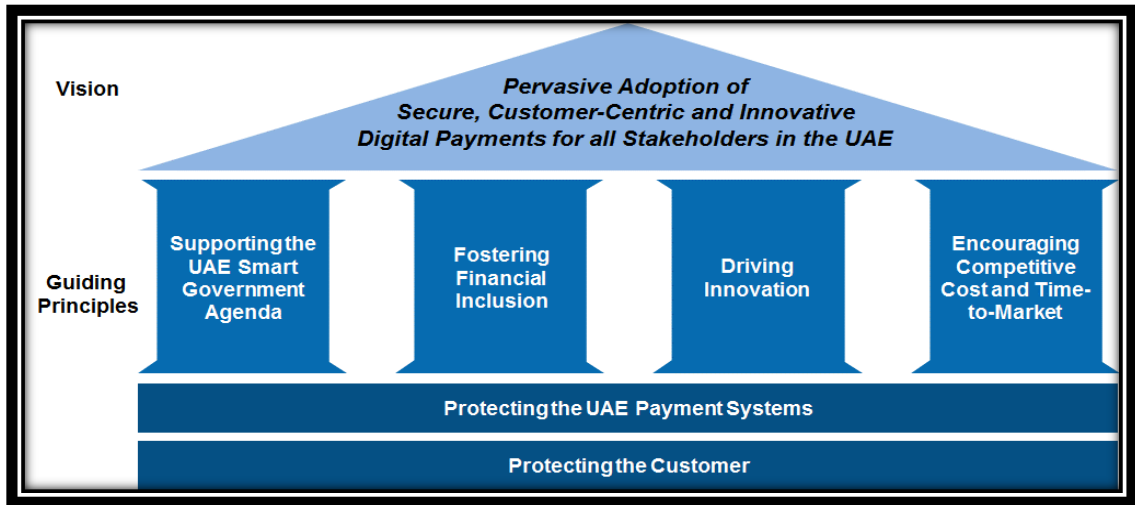 Vision
Pervasive Adoption of
Secure, Customer-Centric and Innovative
Digital Payments for all Stakeholders in the UAE
Guiding
Principles
Supporting the
UAE Smart
Government
Agenda
Fostering
Financial
Inclusion
Driving
Innovation
Encouraging
Competitive
Cost and Time-
to-Market
Protecting the UAE Payment Systems
Protecting the Customer